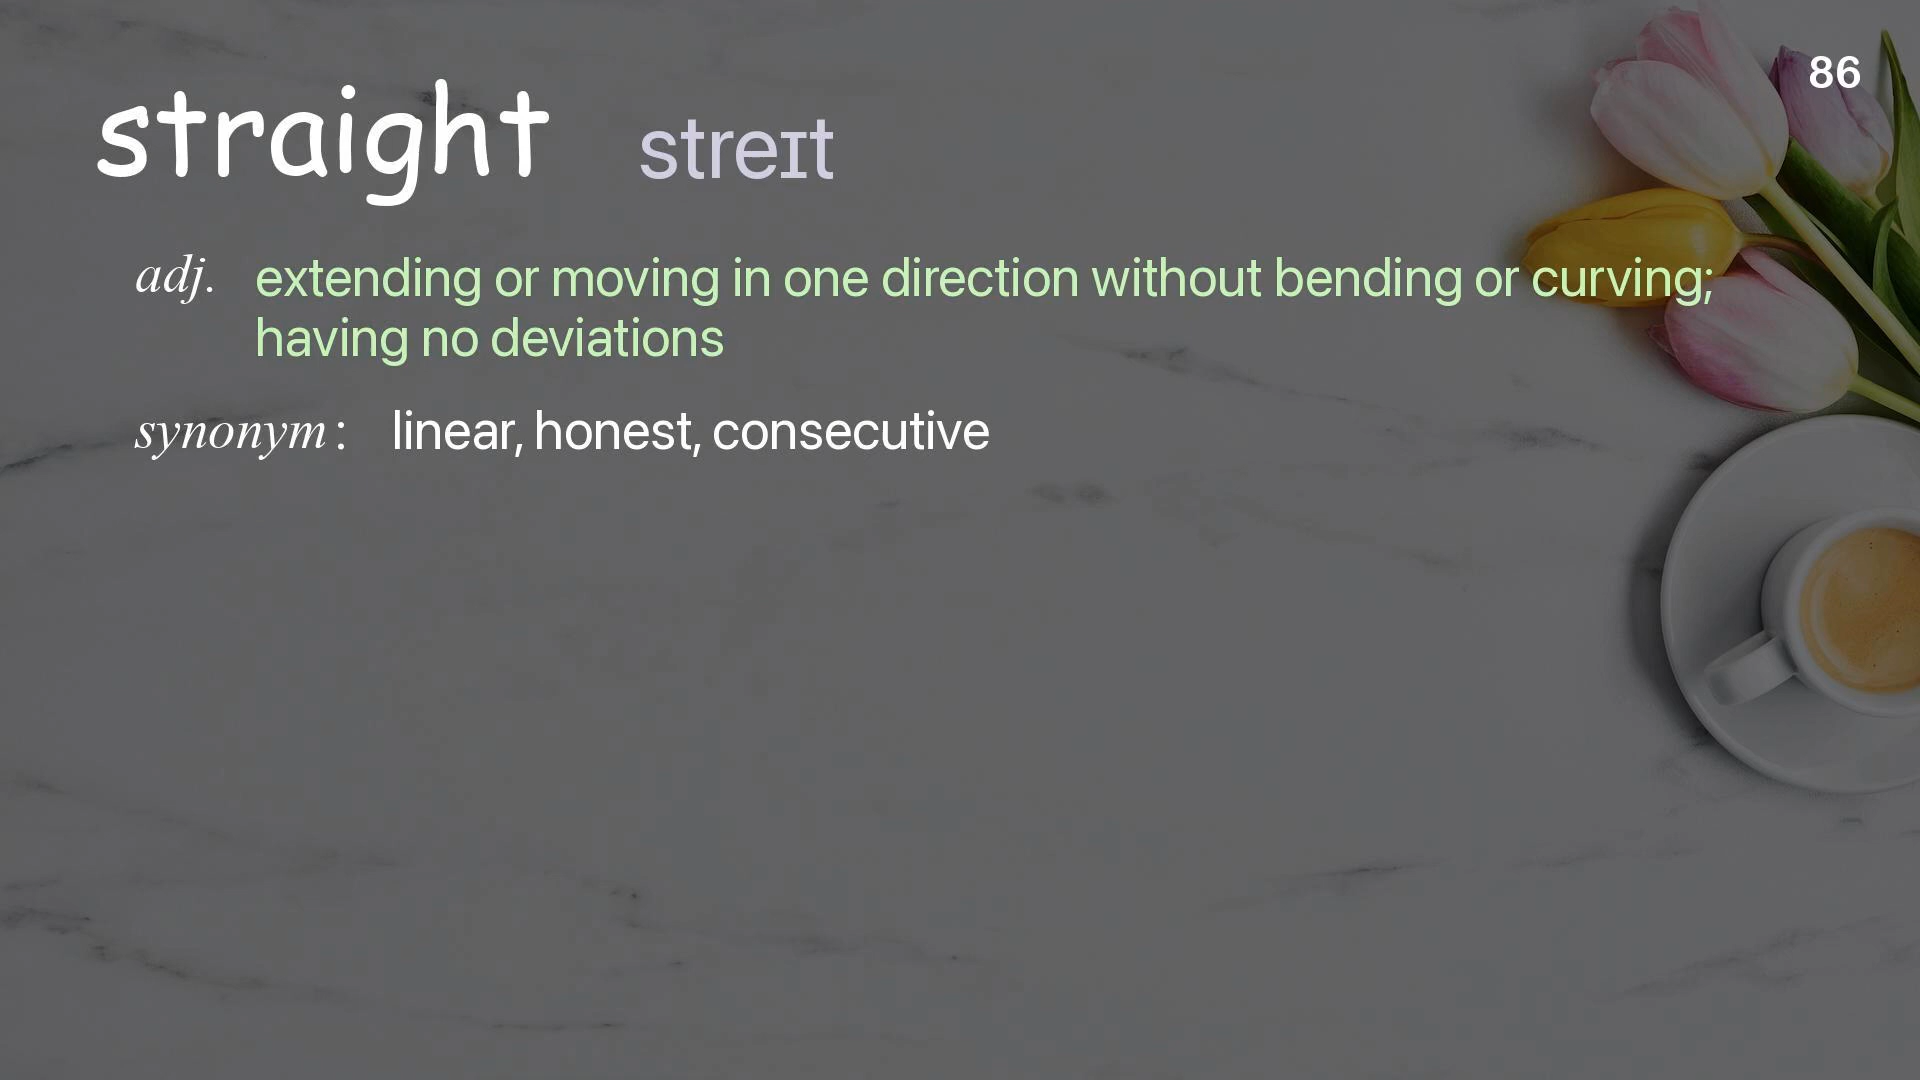 86
straight streɪt
adj. extending or moving in one direction without bending or curving;
having no deviations
synonym: linear, honest, consecutive